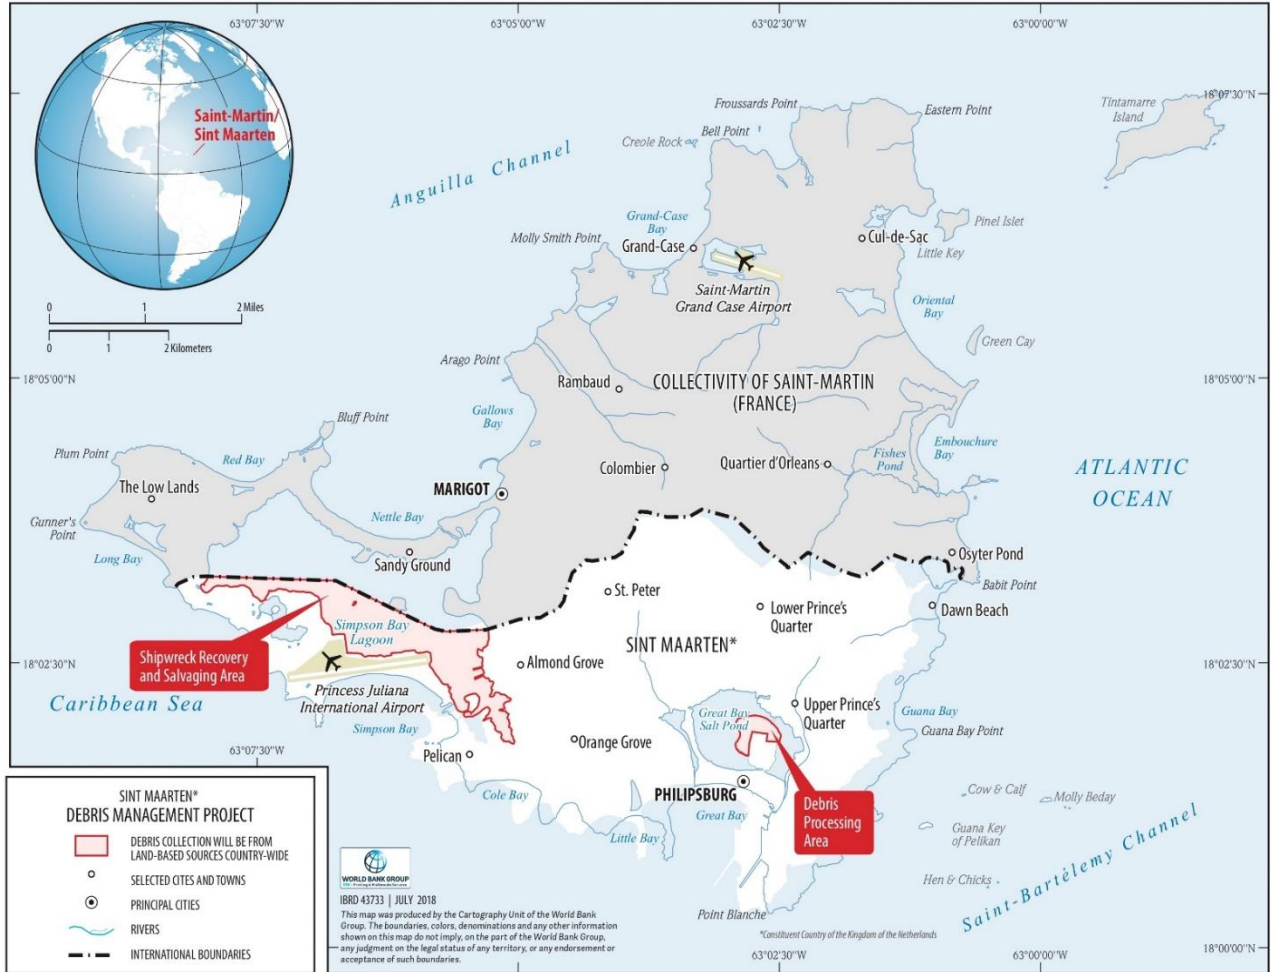 63°07'30"W
63°05'00"W
63°02'30"W
63°00'00"W
Saint-Martin/
Sint Maarten
0
1
2 Miles
0
1
2 Kilometers
Anguilla Channel
Froussards Point
Eastern Point
Bell Point
Creole Rock
18°07'30"N
Tintamarre
Island
Grand-Case
Bay
Molly Smith Point
Grand-Case
Cul-de-Sac
Pinel Islet
Little Key
Saint-Martin
Grand Case Airport
Oriental
Bay
Green Cay
Arago Point
18°05'00"N
Rambaud
COLLECTIVITY OF SAINT-MARTIN
(FRANCE)
18°05'00"N
Gallows
Bay
Bluff Point
Plum Point
Red Bay
Embouchure
Bay
Fishes
Pond
Colombier
Quartier d'Orleans
ATLANTIC
OCEAN
The Low Lands
MARIGOT
Gunner's
Point
Nettle Bay
Long Bay
Sandy Ground
Osyter Pond
Babit Point
St. Peter
Lower Prince's
Quarter
Dawn Beach
Simpson Bay
Lagoon
SINT MAARTEN*
Shipwreck Recovery
and Salvaging Area
18°02'30"N
Almond Grove
18°02'30"N
Caribbean Sea
Princess Juliana
International Airport
Upper Prince's
Quarter
Great Bay
Salt Pond
Guana Bay
Guana Bay Point
Simpson Bay
63°07'30"W
Pelican
Orange Grove
PHILIPSBURG
Cole Bay
Great Bay
Little Bay
Debris
Processing
Area
Cow & Calf
Molly Beday
Guana Key
of Pelikan
Hen & Chicks
Saint-Bartélemy Channel
Point Blanche
SINT MAARTEN*
DEBRIS MANAGEMENT PROJECT
DEBRIS COLLECTION WILL BE FROM
LAND-BASED SOURCES COUNTRY-WIDE
SELECTED CITES AND TOWNS
PRINCIPAL CITIES
RIVERS
INTERNATIONAL BOUNDARIES
WORLD BANK GROUP
IBRD 43733 | JULY 2018
This map was produced by the Cartography Unit of the World Bank
Group. The boundaries, colors, denominations and any other information
shown on this map do not imply, on the part of the World Bank Group,
any judgment on the legal status of any territory, or any endorsement or
acceptance of such boundaries.
*Constituent Country of the Kingdom of the Netherlands
18°00'00"N
63°05'00"W
63°02'30"W
63°00'00"W